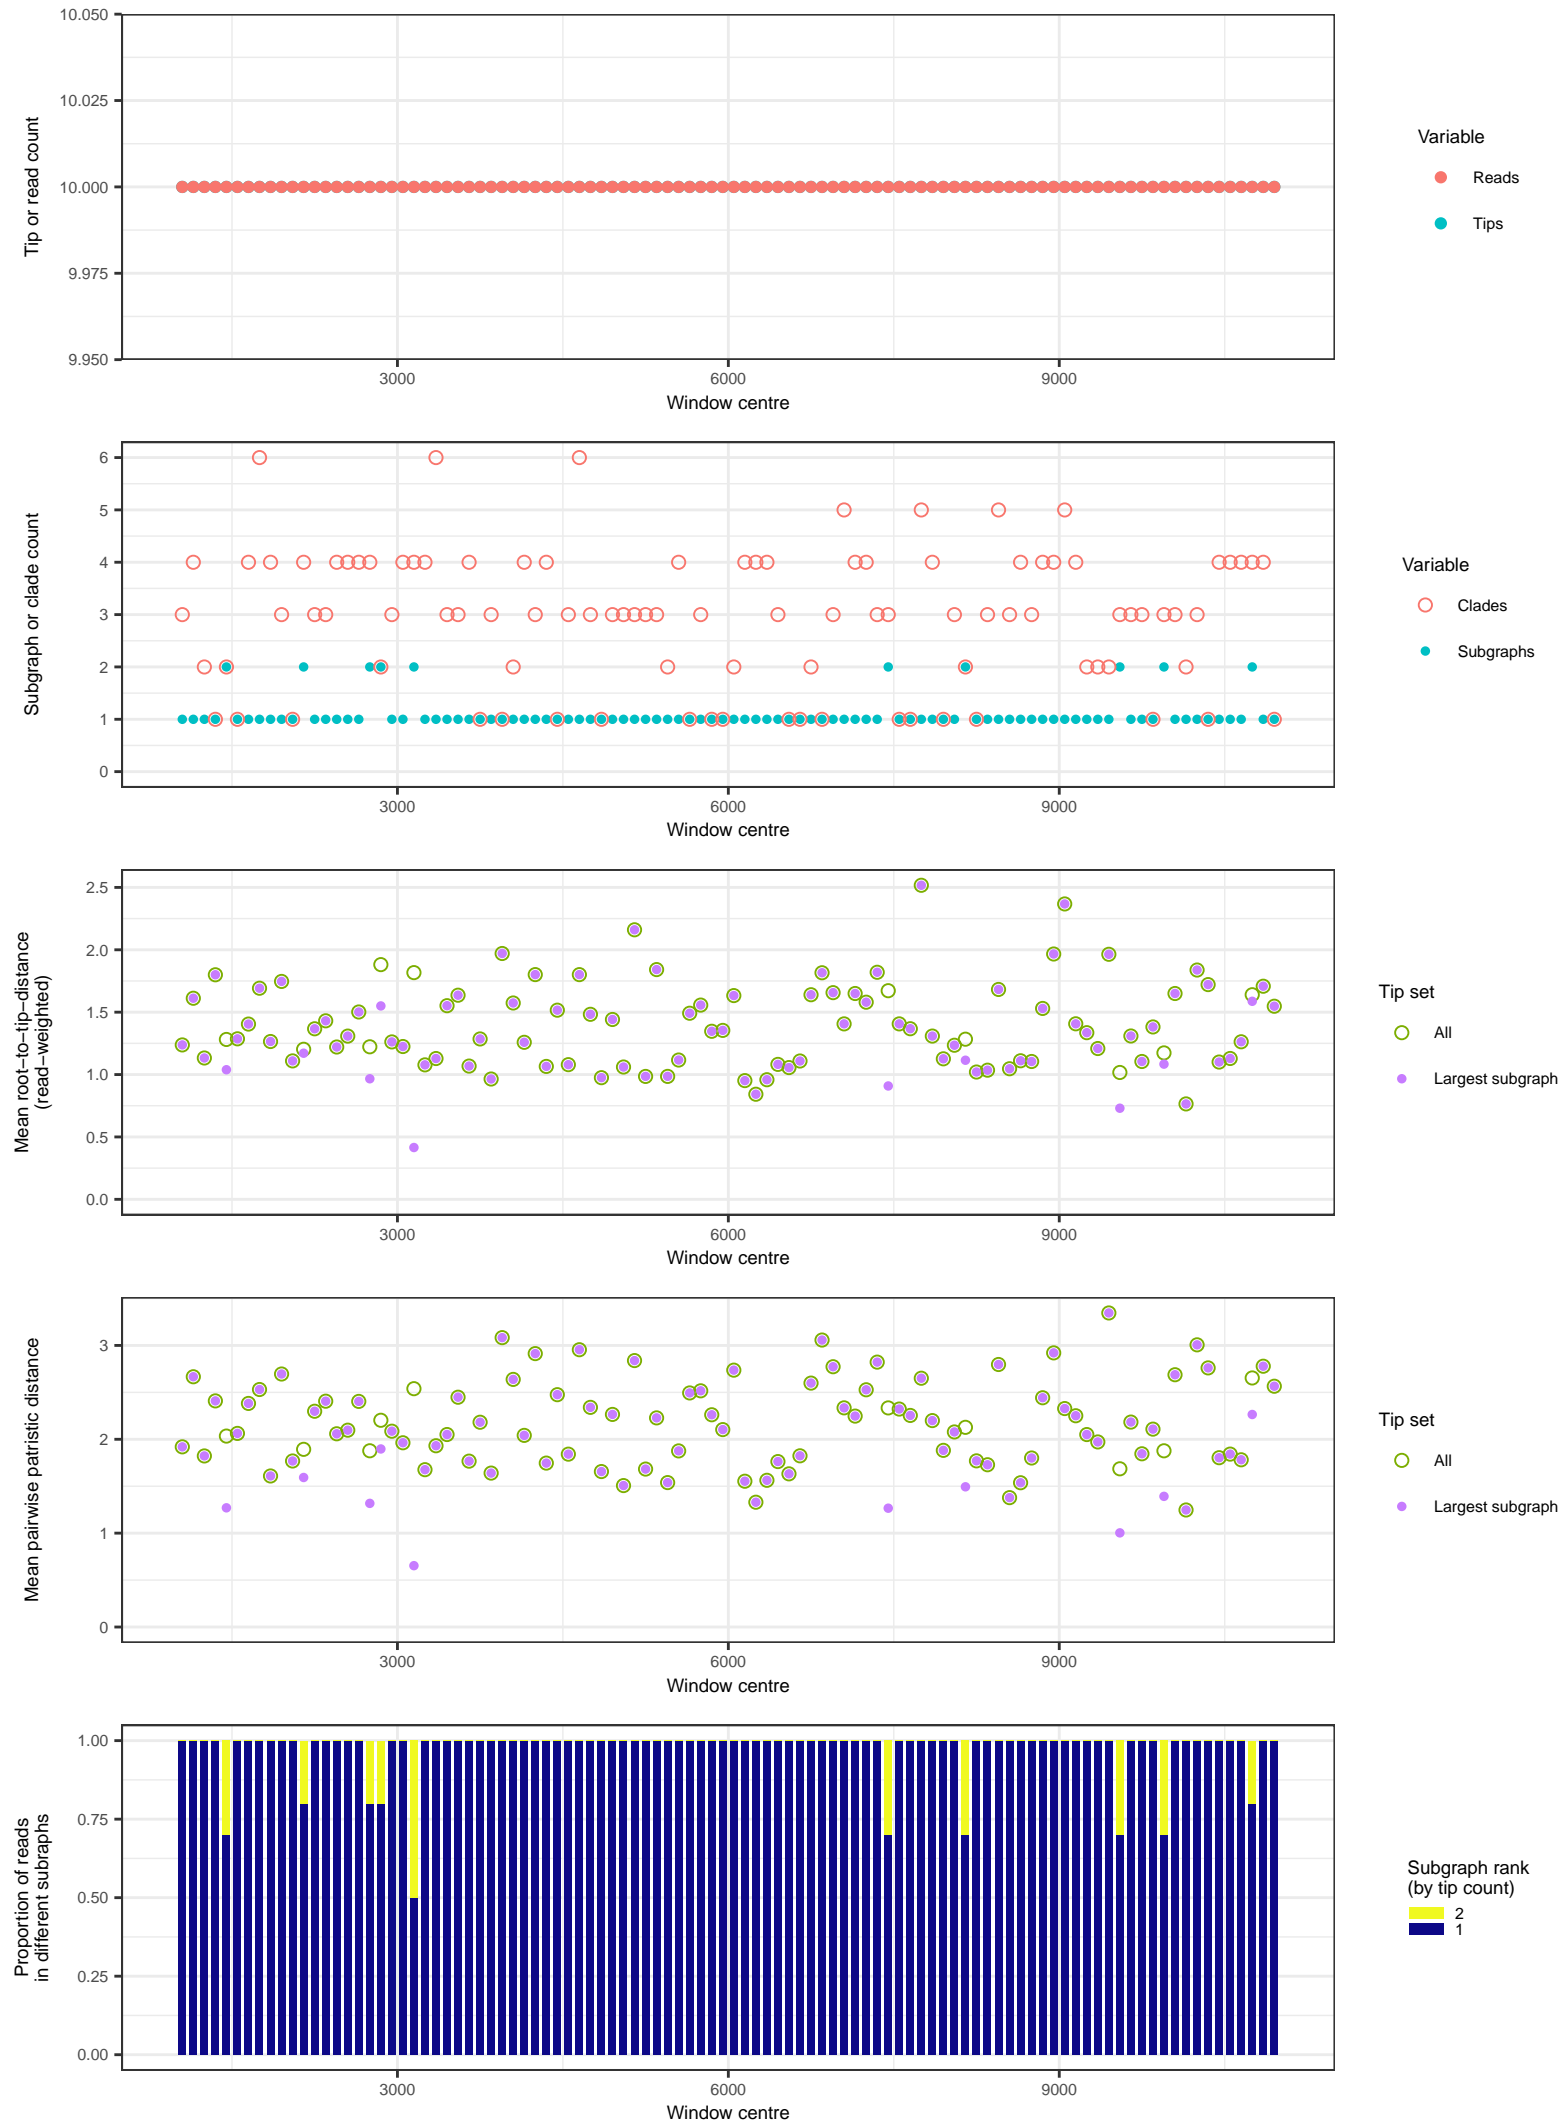 10.050
10.025
10.000
9.975
9.950
Tip or read count
3000 6000 9000
Window centre
Variable
Reads
Tips
6
5
4
3
2
1
0
Subgraph or clade count
3000 6000 9000
Window centre
Variable
Clades
Subgraphs
2.5
2.0
1.5
1.0
0.5
0.0
Mean root−to−tip−distance
(read−weighted)
3000 6000 9000
Window centre
Tip set
All
Largest subgraph
3
2
1
0
Mean pairwise patristic distance
3000 6000 9000
Window centre
Tip set
All
Largest subgraph
1.00
0.75
0.50
0.25
0.00
Proportion of reads
in different subraphs
3000 6000 9000
Window centre
Subgraph rank
(by tip count)
2
1